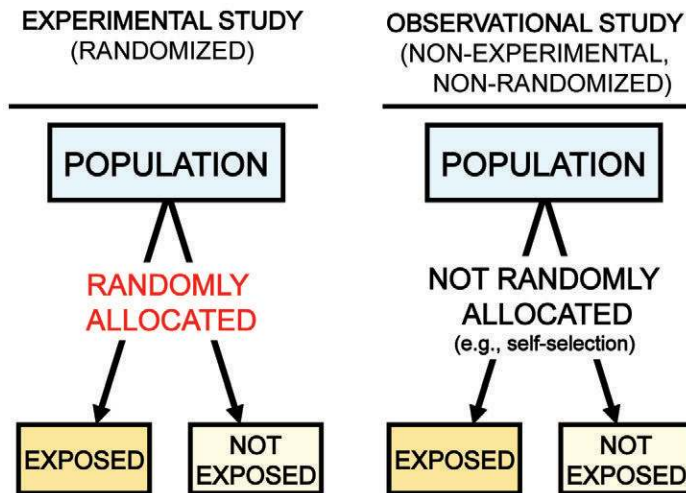 EXPERIMENTAL STUDY
(RANDOMIZED)
POPULATION
RANDOMLY
ALLOCATED
EXPOSED
NOT
EXPOSED
OBSERVATIONAL STUDY
(NON-EXPERIMENTAL,
NON-RANDOMIZED)
POPULATION
NOT RANDOMLY
ALLOCATED
(e.g., self-selection)
EXPOSED
NOT
EXPOSED